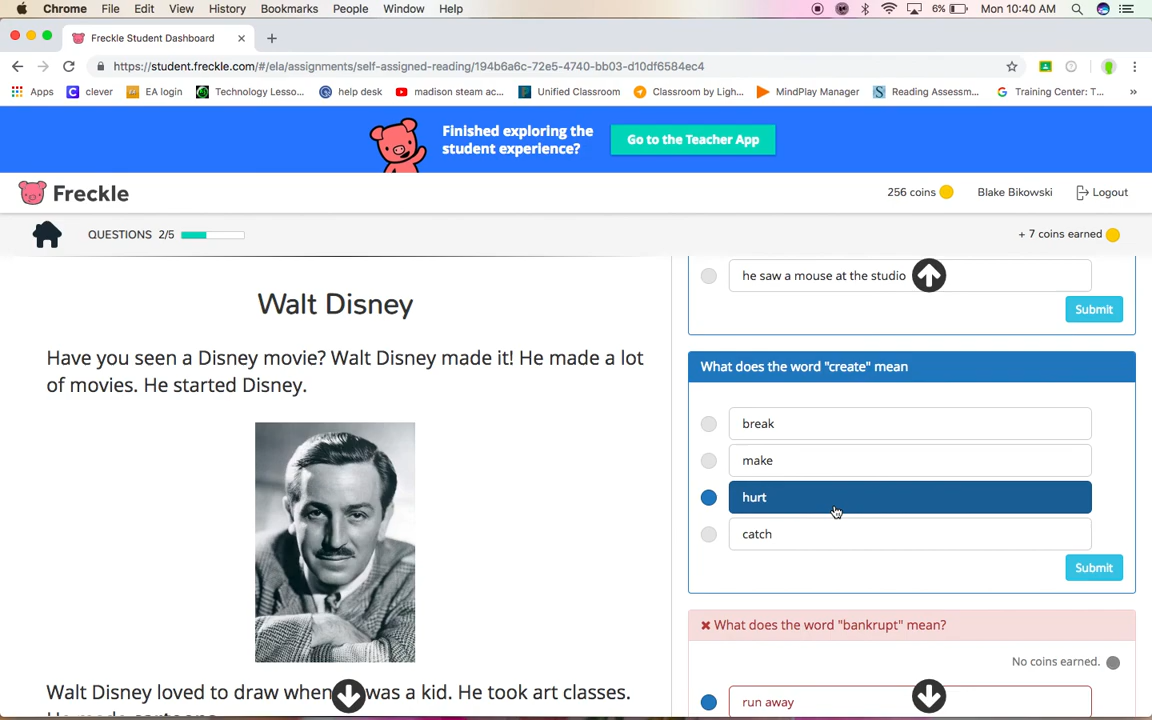 Chrome File Edit View History Bookmarks People Window Help 6% Mon 10:40 AM
Freckle Student Dashboard
https://student.freckle.com/#/ela/assignments/self-assigned-reading/194b6a6c-72e5-4740-bb03-d10df6584ec4
Apps clever EA login Technology Lesso... help desk madison steam ac... Unified Classroom Classroom by Ligh... MindPlay Manager Reading Assessm... Training Center: T... »
Finished exploring the
student experience?
Go to the Teacher App
Freckle
256 coins Blake Bikowski Logout
QUESTIONS 2/5
+ 7 coins earned
Walt Disney
Have you seen a Disney movie? Walt Disney made it! He made a lot
of movies. He started Disney.
Walt Disney loved to draw when was a kid. He took art classes.
he saw a mouse at the studio
Submit
What does the word "create" mean
break
make
hurt
catch
Submit
What does the word "bankrupt" mean?
No coins earned.
run away